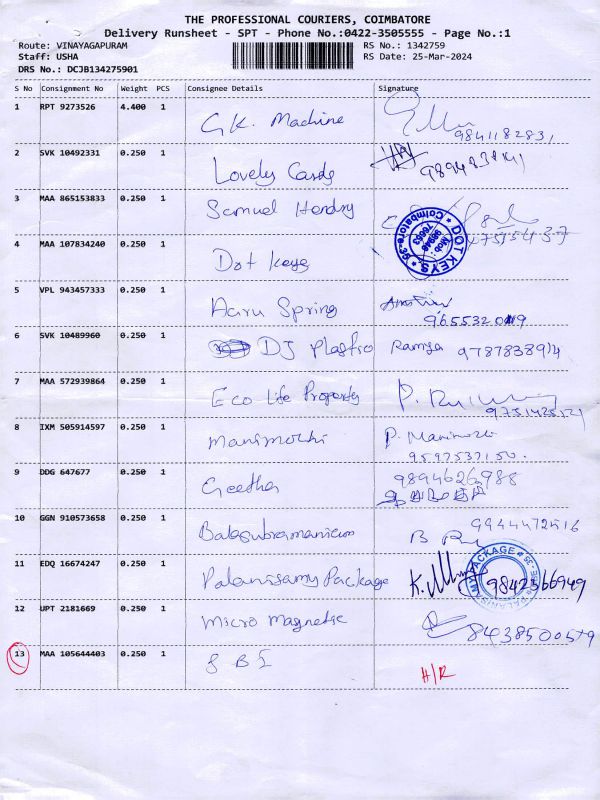 THE PROFESSIONAL COURIERS, COIMBATORE
Delivery Runsheet - SPT - Phone No.:0422-3505555 - Page No.:1
Route: VINAYAGAPURAM RS No.: 1342759
Staff: USHA RS Date: 25-Mar-2024
DRS No.: DCJB134275901
S No Consignment No Weight PCS Consignee Details Signature
1 RPT 9273526 4.400 1 G.K. Machine
9841182831
2 SVK 10492331 0.250 1 Lovely Cards
3 MAA 865153833 0.250 1 Samuel Hendry
4 MAA 107834240 0.250 1 Dot Keys DOT KEYS Coimbatore-35
5 VPL 943457333 0.250 1 Aaru Spring
6 SVK 10489960 0.250 1 DJ Plastro Ramya 9787838914
7 MAA 572939864 0.250 1 Eco Life Property
8 IXM 505914597 0.250 1 Manimozhi P. Manimozhi
9597537150.
9 DDG 647677 0.250 1 Geetha 9894626988
10 GGN 910573658 0.250 1 Balasubramanium 9944472516
11 EDQ 16674247 0.250 1 Palanisamy Package 9842566949
12 UPT 2181669 0.250 1 Micro Magnetic 8438500579
13 MAA 105644403 0.250 1 S B I H/R